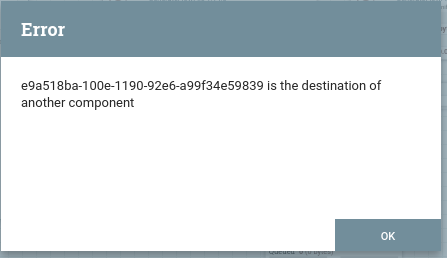 Error
e9a518ba-100e-1190-92e6-a99f34e59839 is the destination of
another component
OK